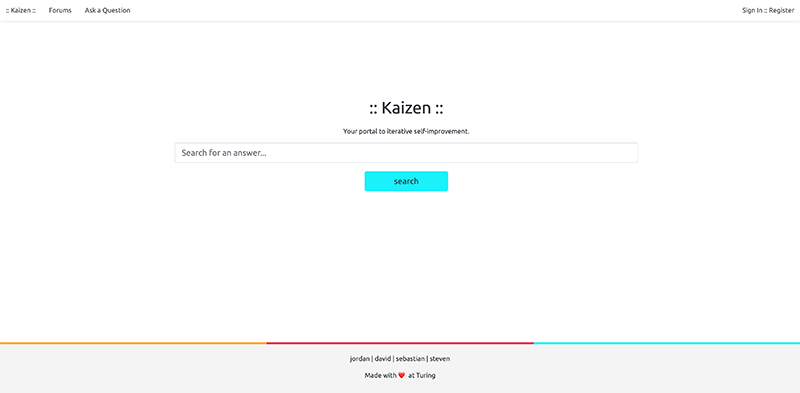 :: Kaizen :: Forums Ask a Question Sign In :: Register
:: Kaizen ::
Your portal to iterative self-improvement.
Search for an answer...
search
jordan | david | sebastian | steven
Made with ❤️ at Turing